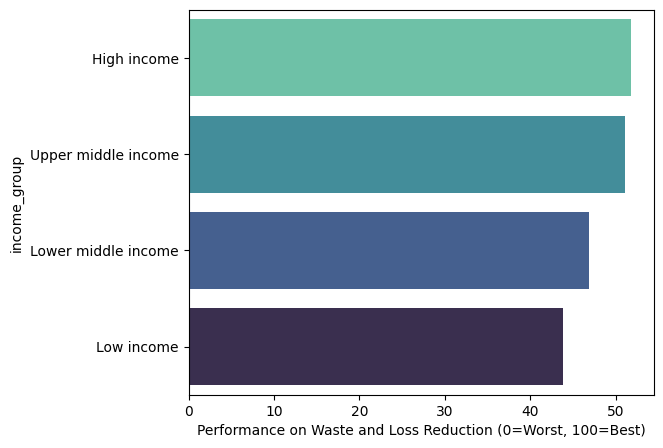 High income
Upper middle income
Lower middle income
Low income
income_group
0 10 20 30 40 50
Performance on Waste and Loss Reduction (0=Worst, 100=Best)